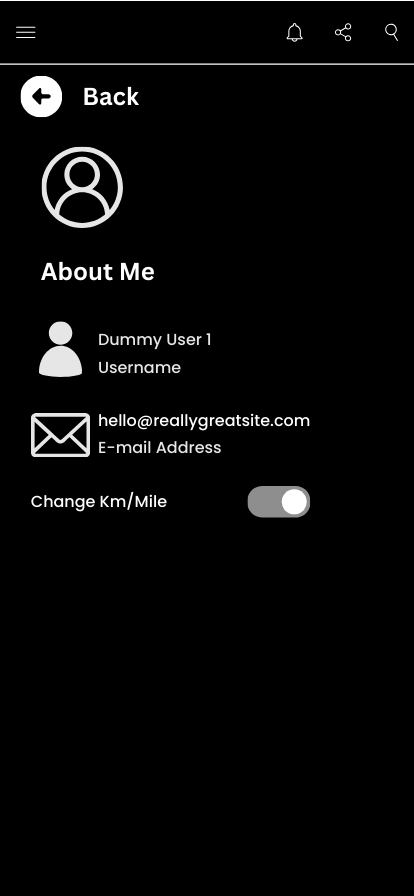 Back
About Me
Dummy User 1
Username
hello@reallygreatsite.com
E-mail Address
Change Km/Mile